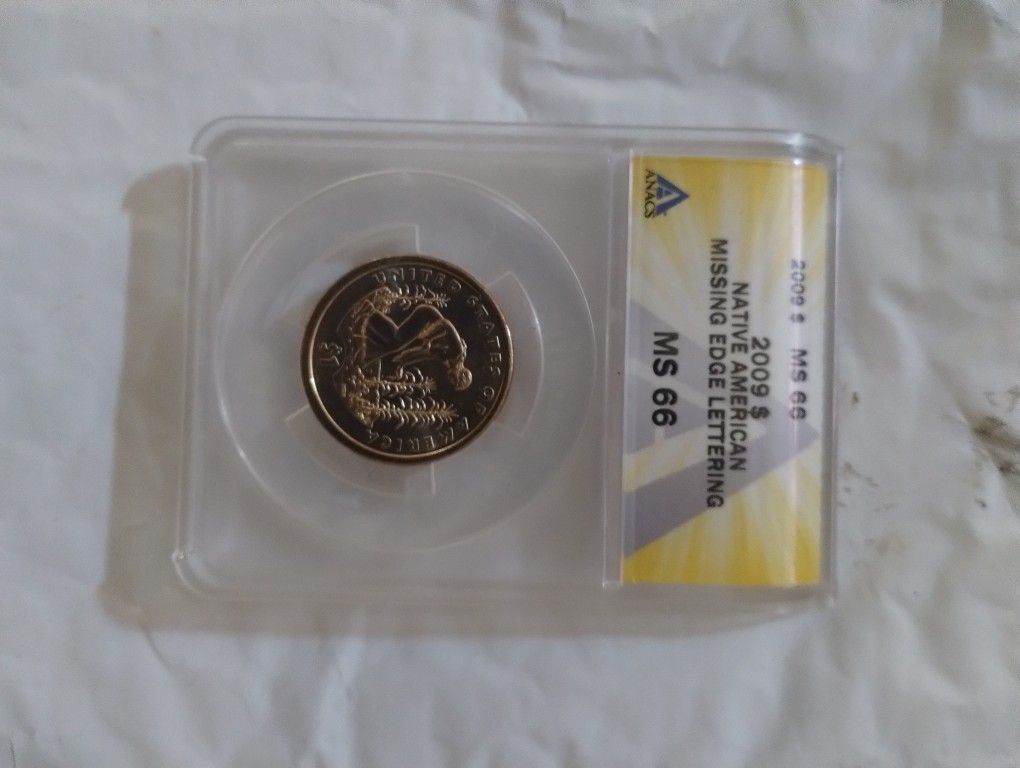 2009 $ MS 66
ANACS
2009 $
NATIVE AMERICAN
MISSING EDGE LETTERING
MS 66
UNITED STATES OF AMERICA
$1